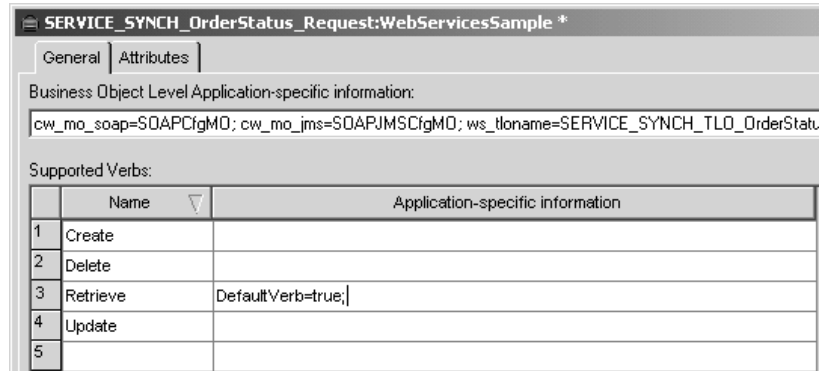 SERVICE_SYNCH_OrderStatus_Request:WebServicesSample *
General Attributes
Business Object Level Application-specific information:
cw_mo_soap=SOAPCfgMO; cw_mo_jms=SOAPJMSCfgMO; ws_tloname=SERVICE_SYNCH_TLO_OrderStatu
Supported Verbs:
Name Application-specific information
1 Create
2 Delete
3 Retrieve DefaultVerb=true;
4 Update
5